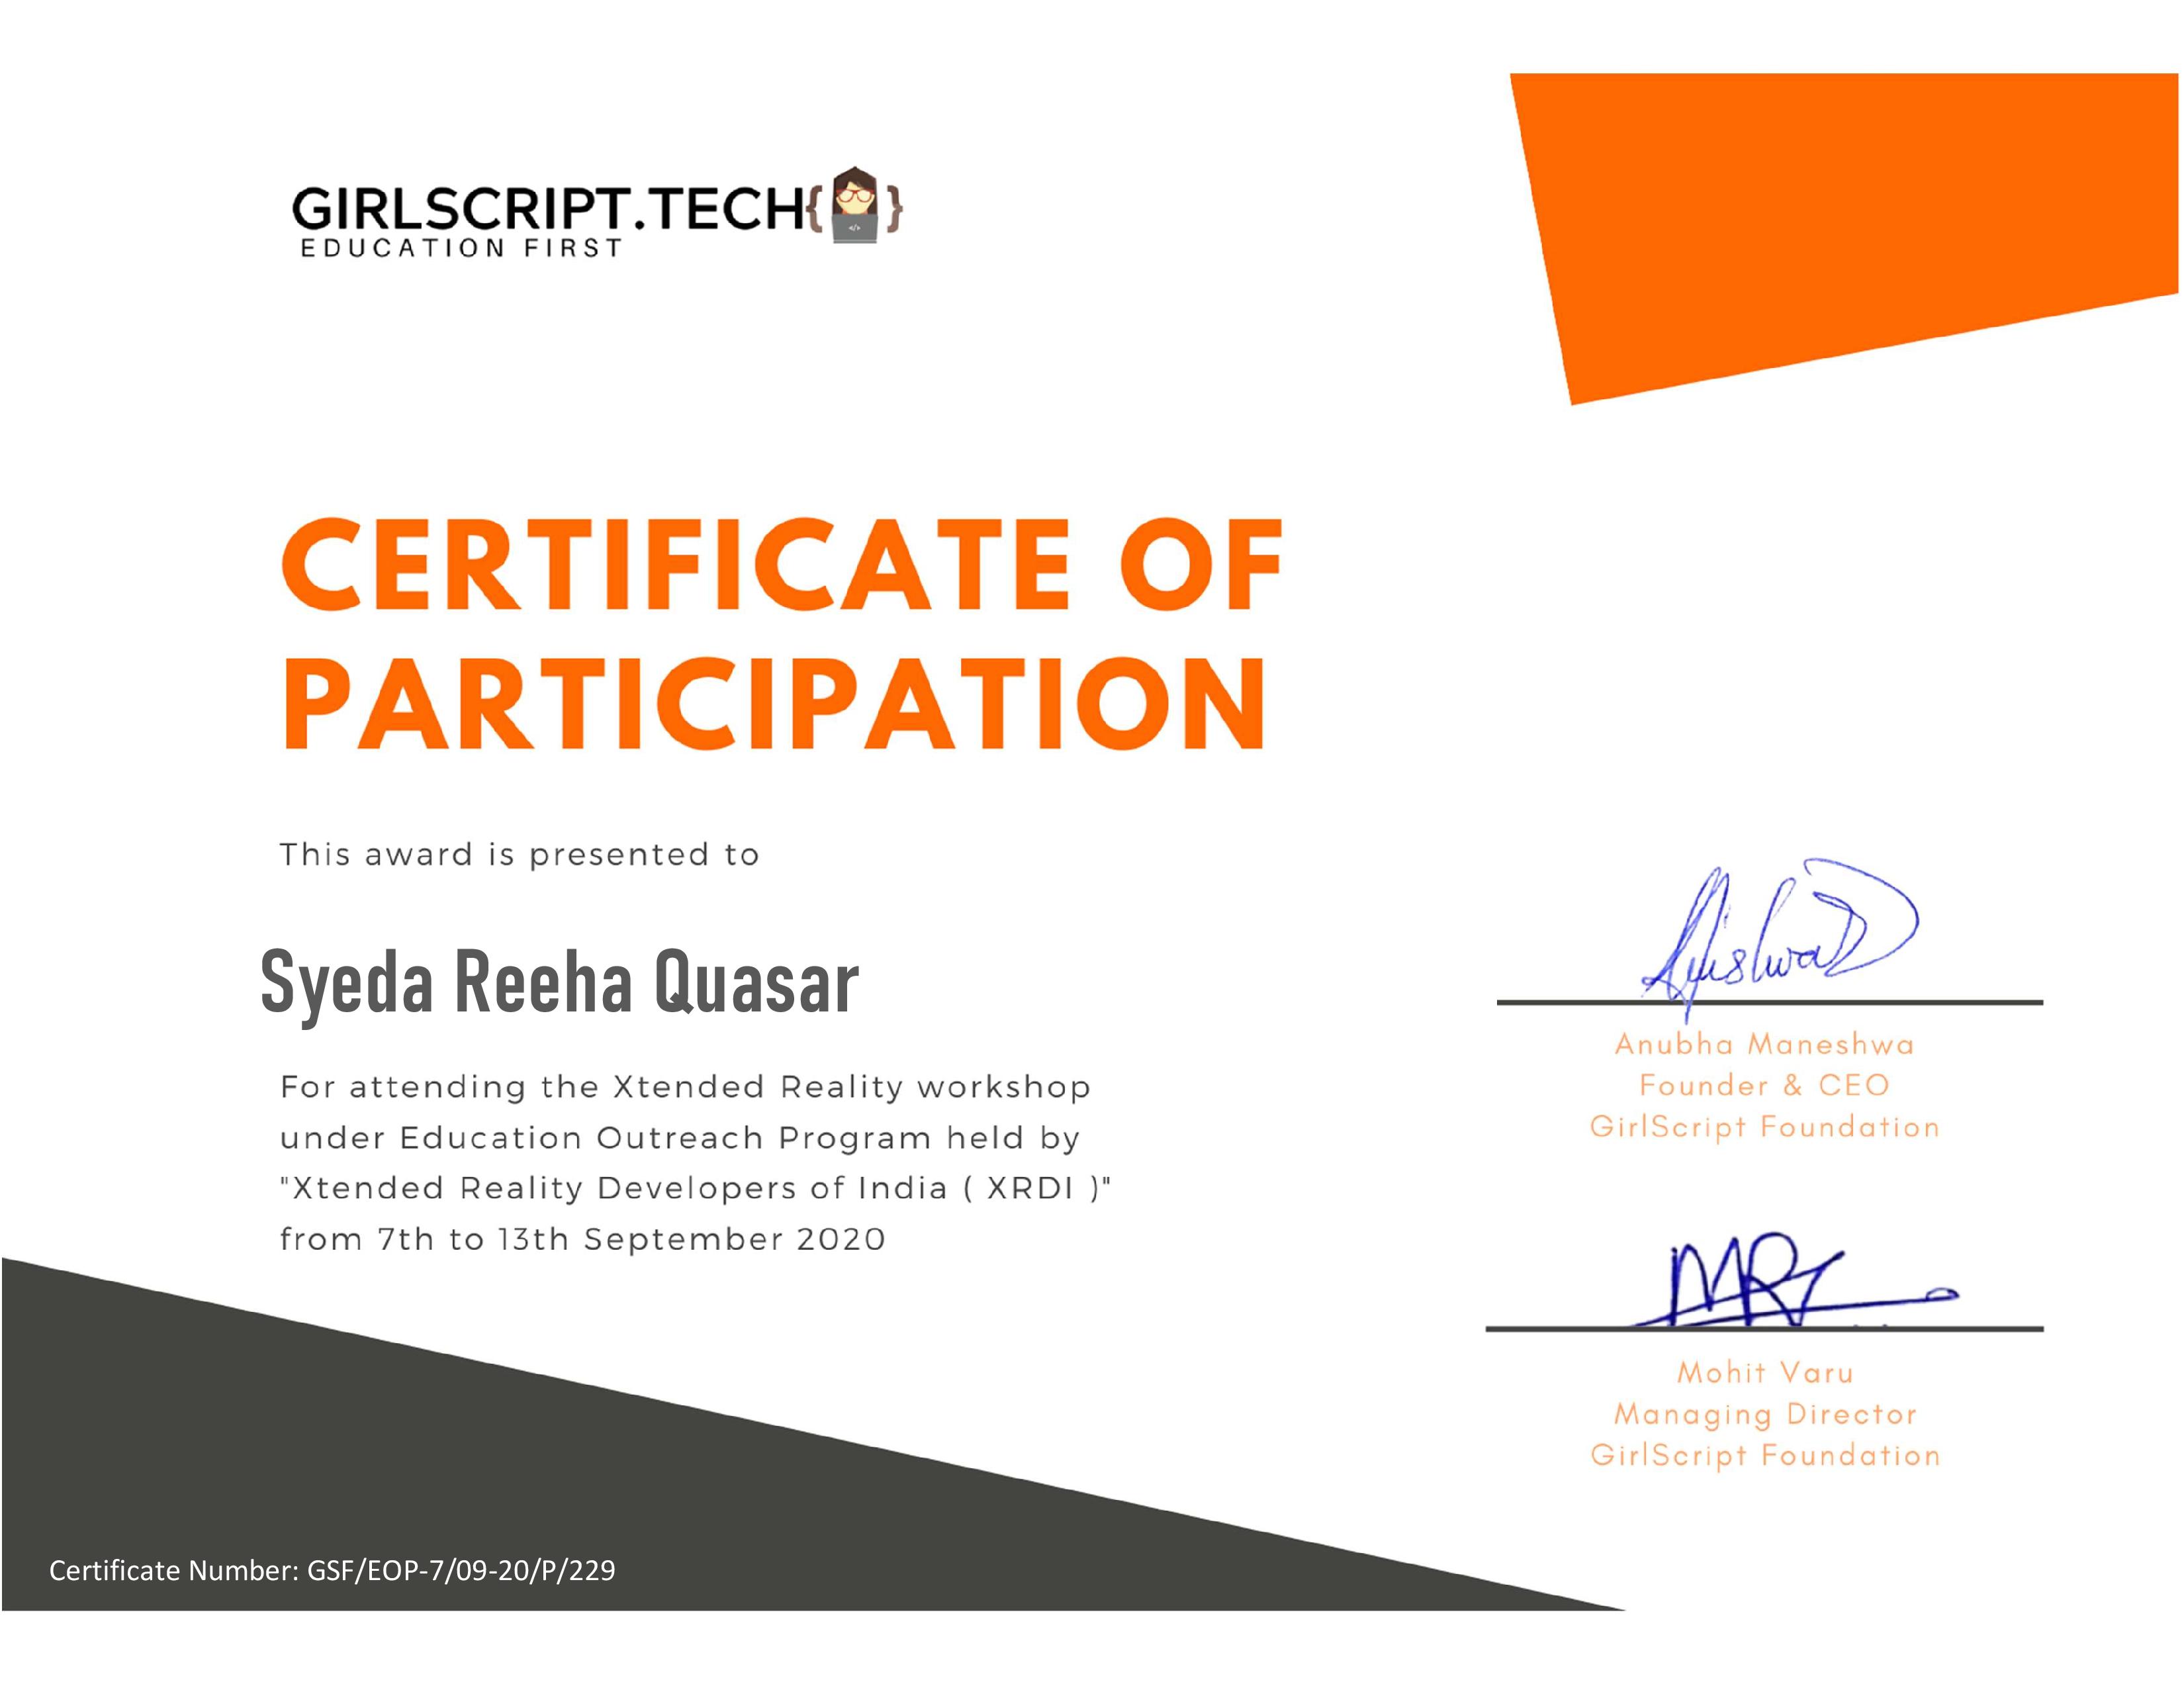 GIRLSCRIPT.TECH{ </> }
EDUCATION FIRST
CERTIFICATE OF
PARTICIPATION
This award is presented to
Syeda Reeha Quasar
For attending the Xtended Reality workshop
under Education Outreach Program held by
"Xtended Reality Developers of India ( XRDI )"
from 7th to 13th September 2020
Anubha Maneshwa
Founder & CEO
GirlScript Foundation
Mohit Varu
Managing Director
GirlScript Foundation
Certificate Number: GSF/EOP-7/09-20/P/229